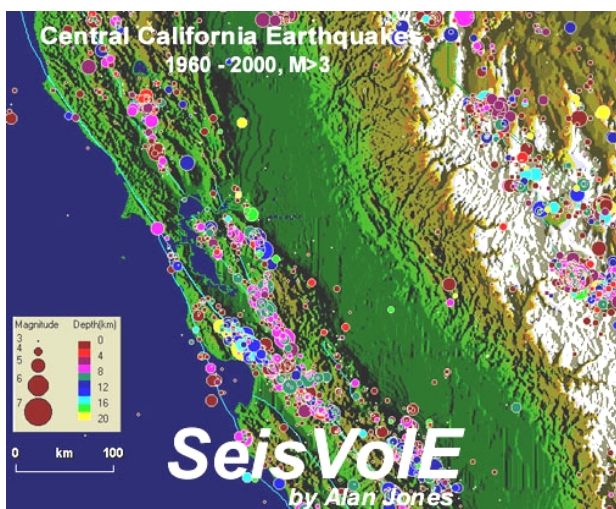 Central California Earthquakes
1960 - 2000, M>3
Magnitude Depth(km)
3 0
4 4
5 8
6 12
7 16
20
0 km 100
SeisVolE
by Alan Jones